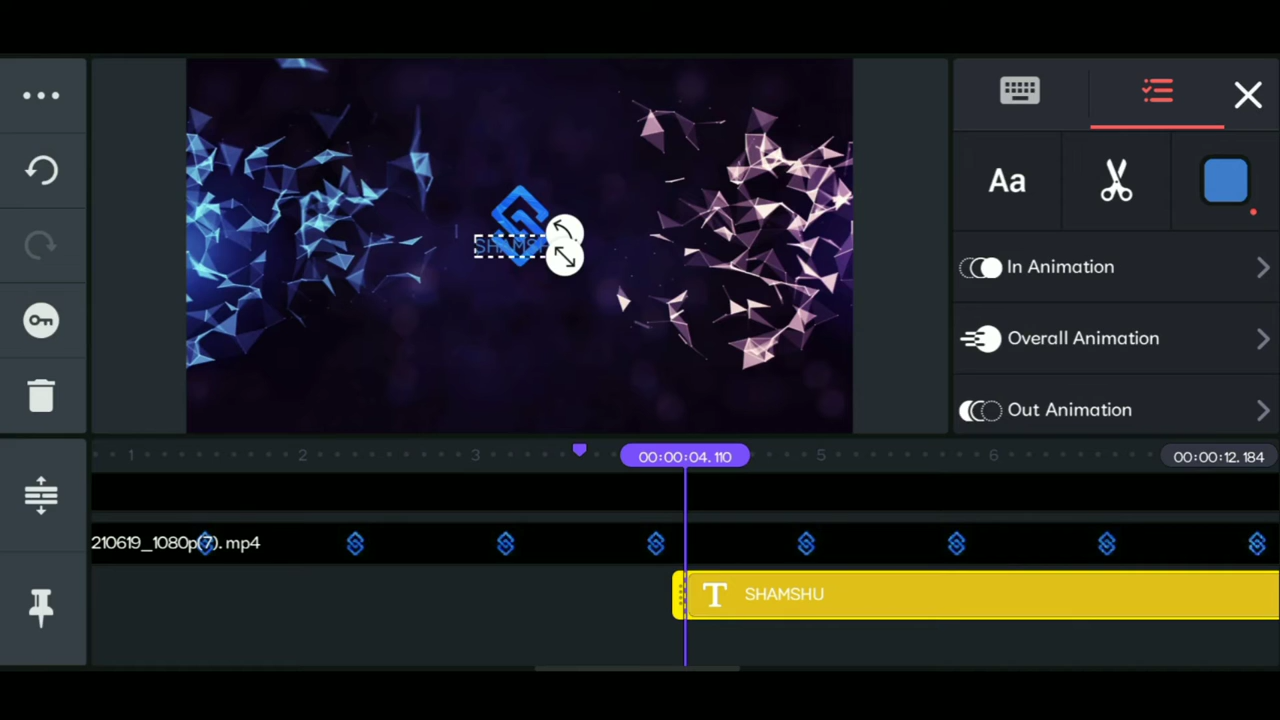 SHAMSHU
Aa
In Animation
Overall Animation
Out Animation
1 2 3 00:00:04.110 5 6 00:00:12.184
210619_1080p(7).mp4
T SHAMSHU